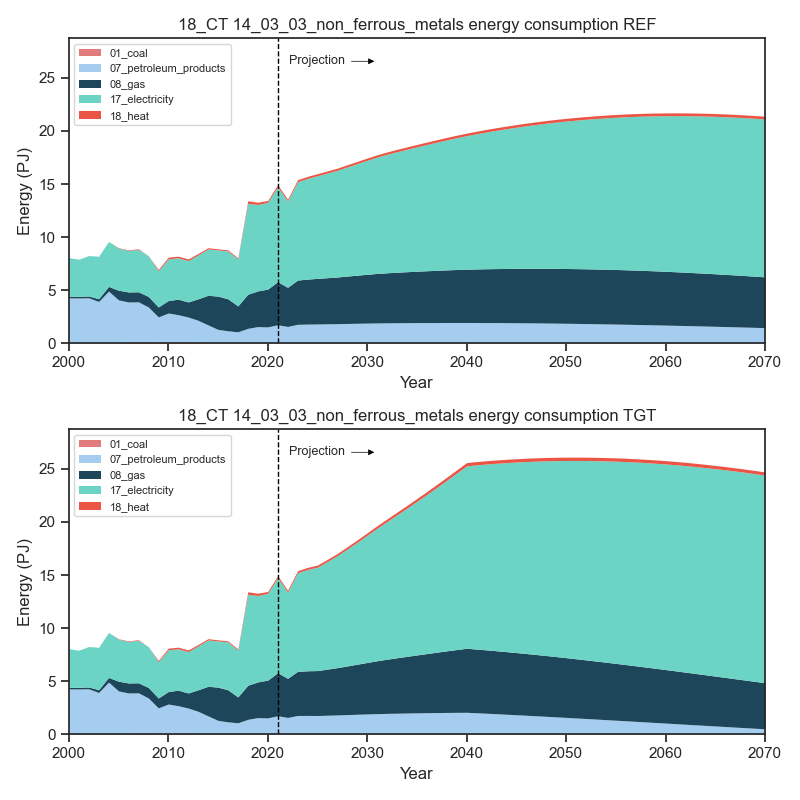 18_CT 14_03_03_non_ferrous_metals energy consumption REF
Energy (PJ)
25
20
15
10
5
0
01_coal
07_petroleum_products
08_gas
17_electricity
18_heat
Projection
2000 2010 2020 2030 2040 2050 2060 2070
Year
18_CT 14_03_03_non_ferrous_metals energy consumption TGT
Energy (PJ)
25
20
15
10
5
0
01_coal
07_petroleum_products
08_gas
17_electricity
18_heat
Projection
2000 2010 2020 2030 2040 2050 2060 2070
Year